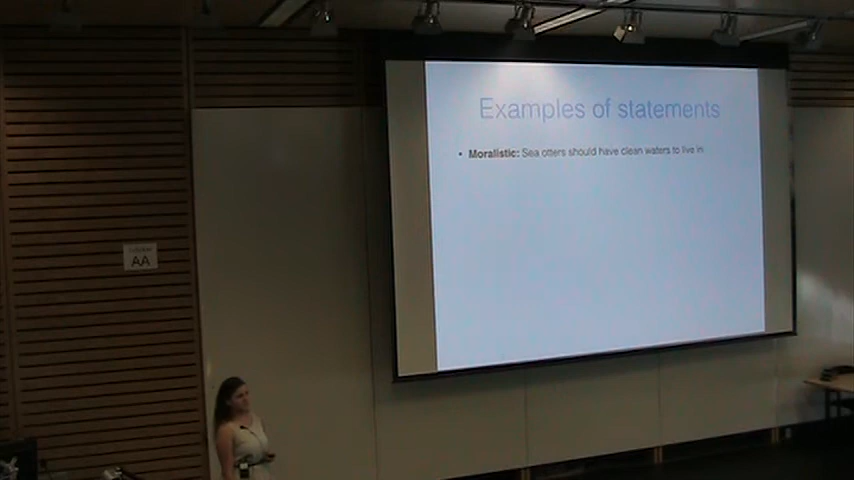 Examples of statements
• Moralistic: Sea otters should have clean waters to live in
AA